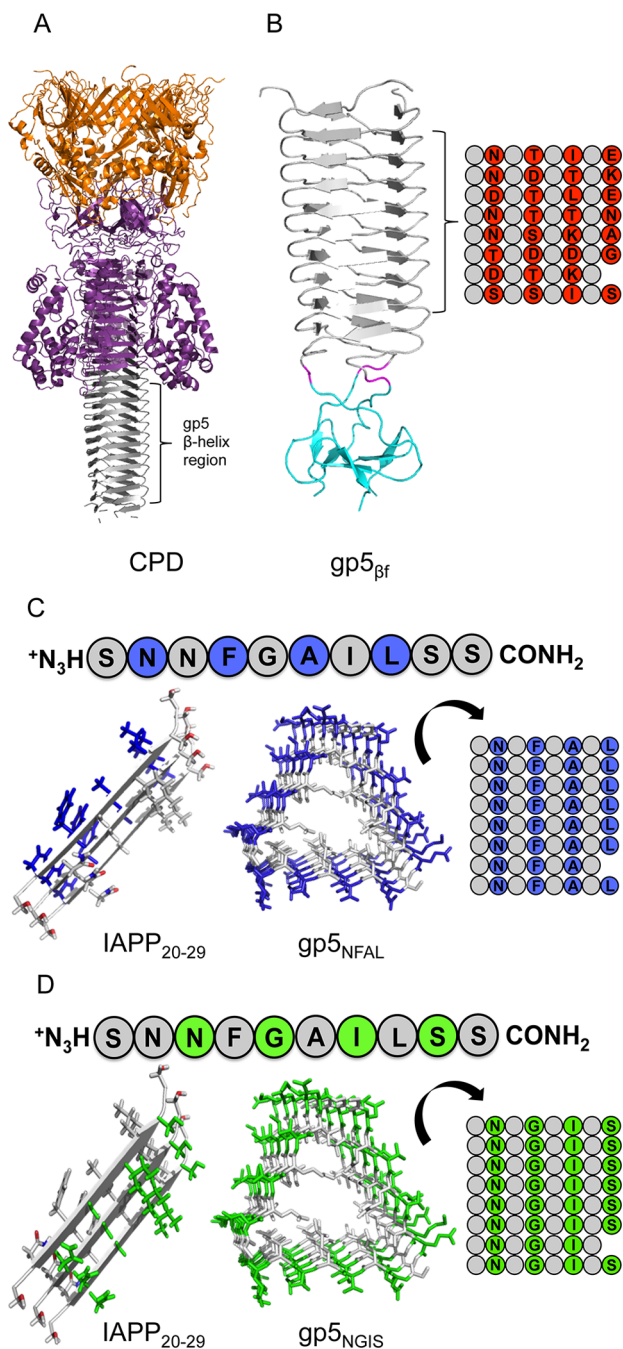 A
B
N T I E
N D T K
D T L E
N T T N
N S K A
T D D G
D T K
S S I S
gp5
β-helix
region
CPD
gp5βf
C
⁺N₃H S N N F G A I L S S CONH₂
N F A L
N F A L
N F A L
N F A L
N F A L
N F A L
N F A
N F A L
IAPP₂₀₋₂₉
gp5NFAL
D
⁺N₃H S N N F G A I L S S CONH₂
N G I S
N G I S
N G I S
N G I S
N G I S
N G I S
N G I
N G I S
IAPP₂₀₋₂₉
gp5NGIS